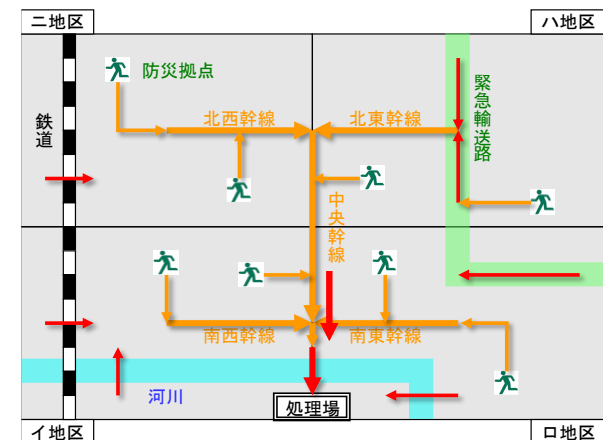 ニ地区
ハ地区
防災拠点
鉄道
北西幹線
北東幹線
緊急輸送路
中央幹線
南西幹線
南東幹線
河川
処理場
イ地区
ロ地区